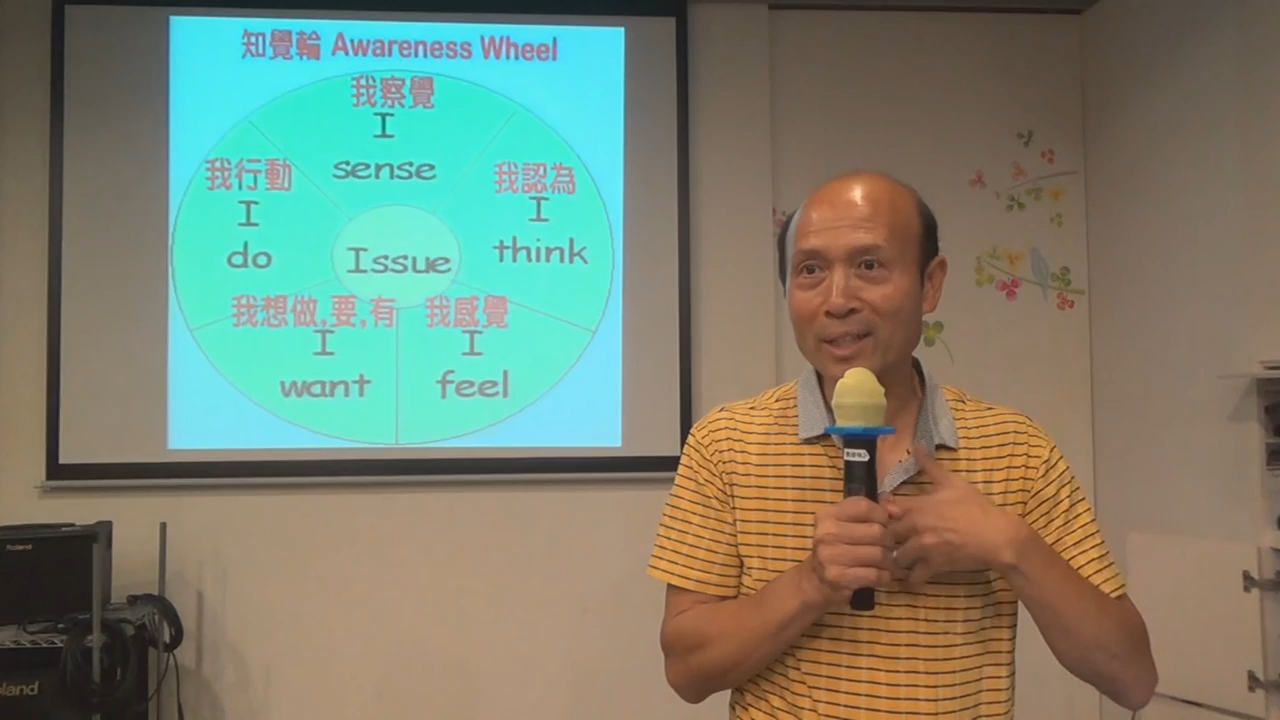 知覺輪 Awareness Wheel
我察覺
I
sense
我行動
I
do
我認為
I
think
Issue
我想做,要,有
I
want
我感覺
I
feel
Roland
oland